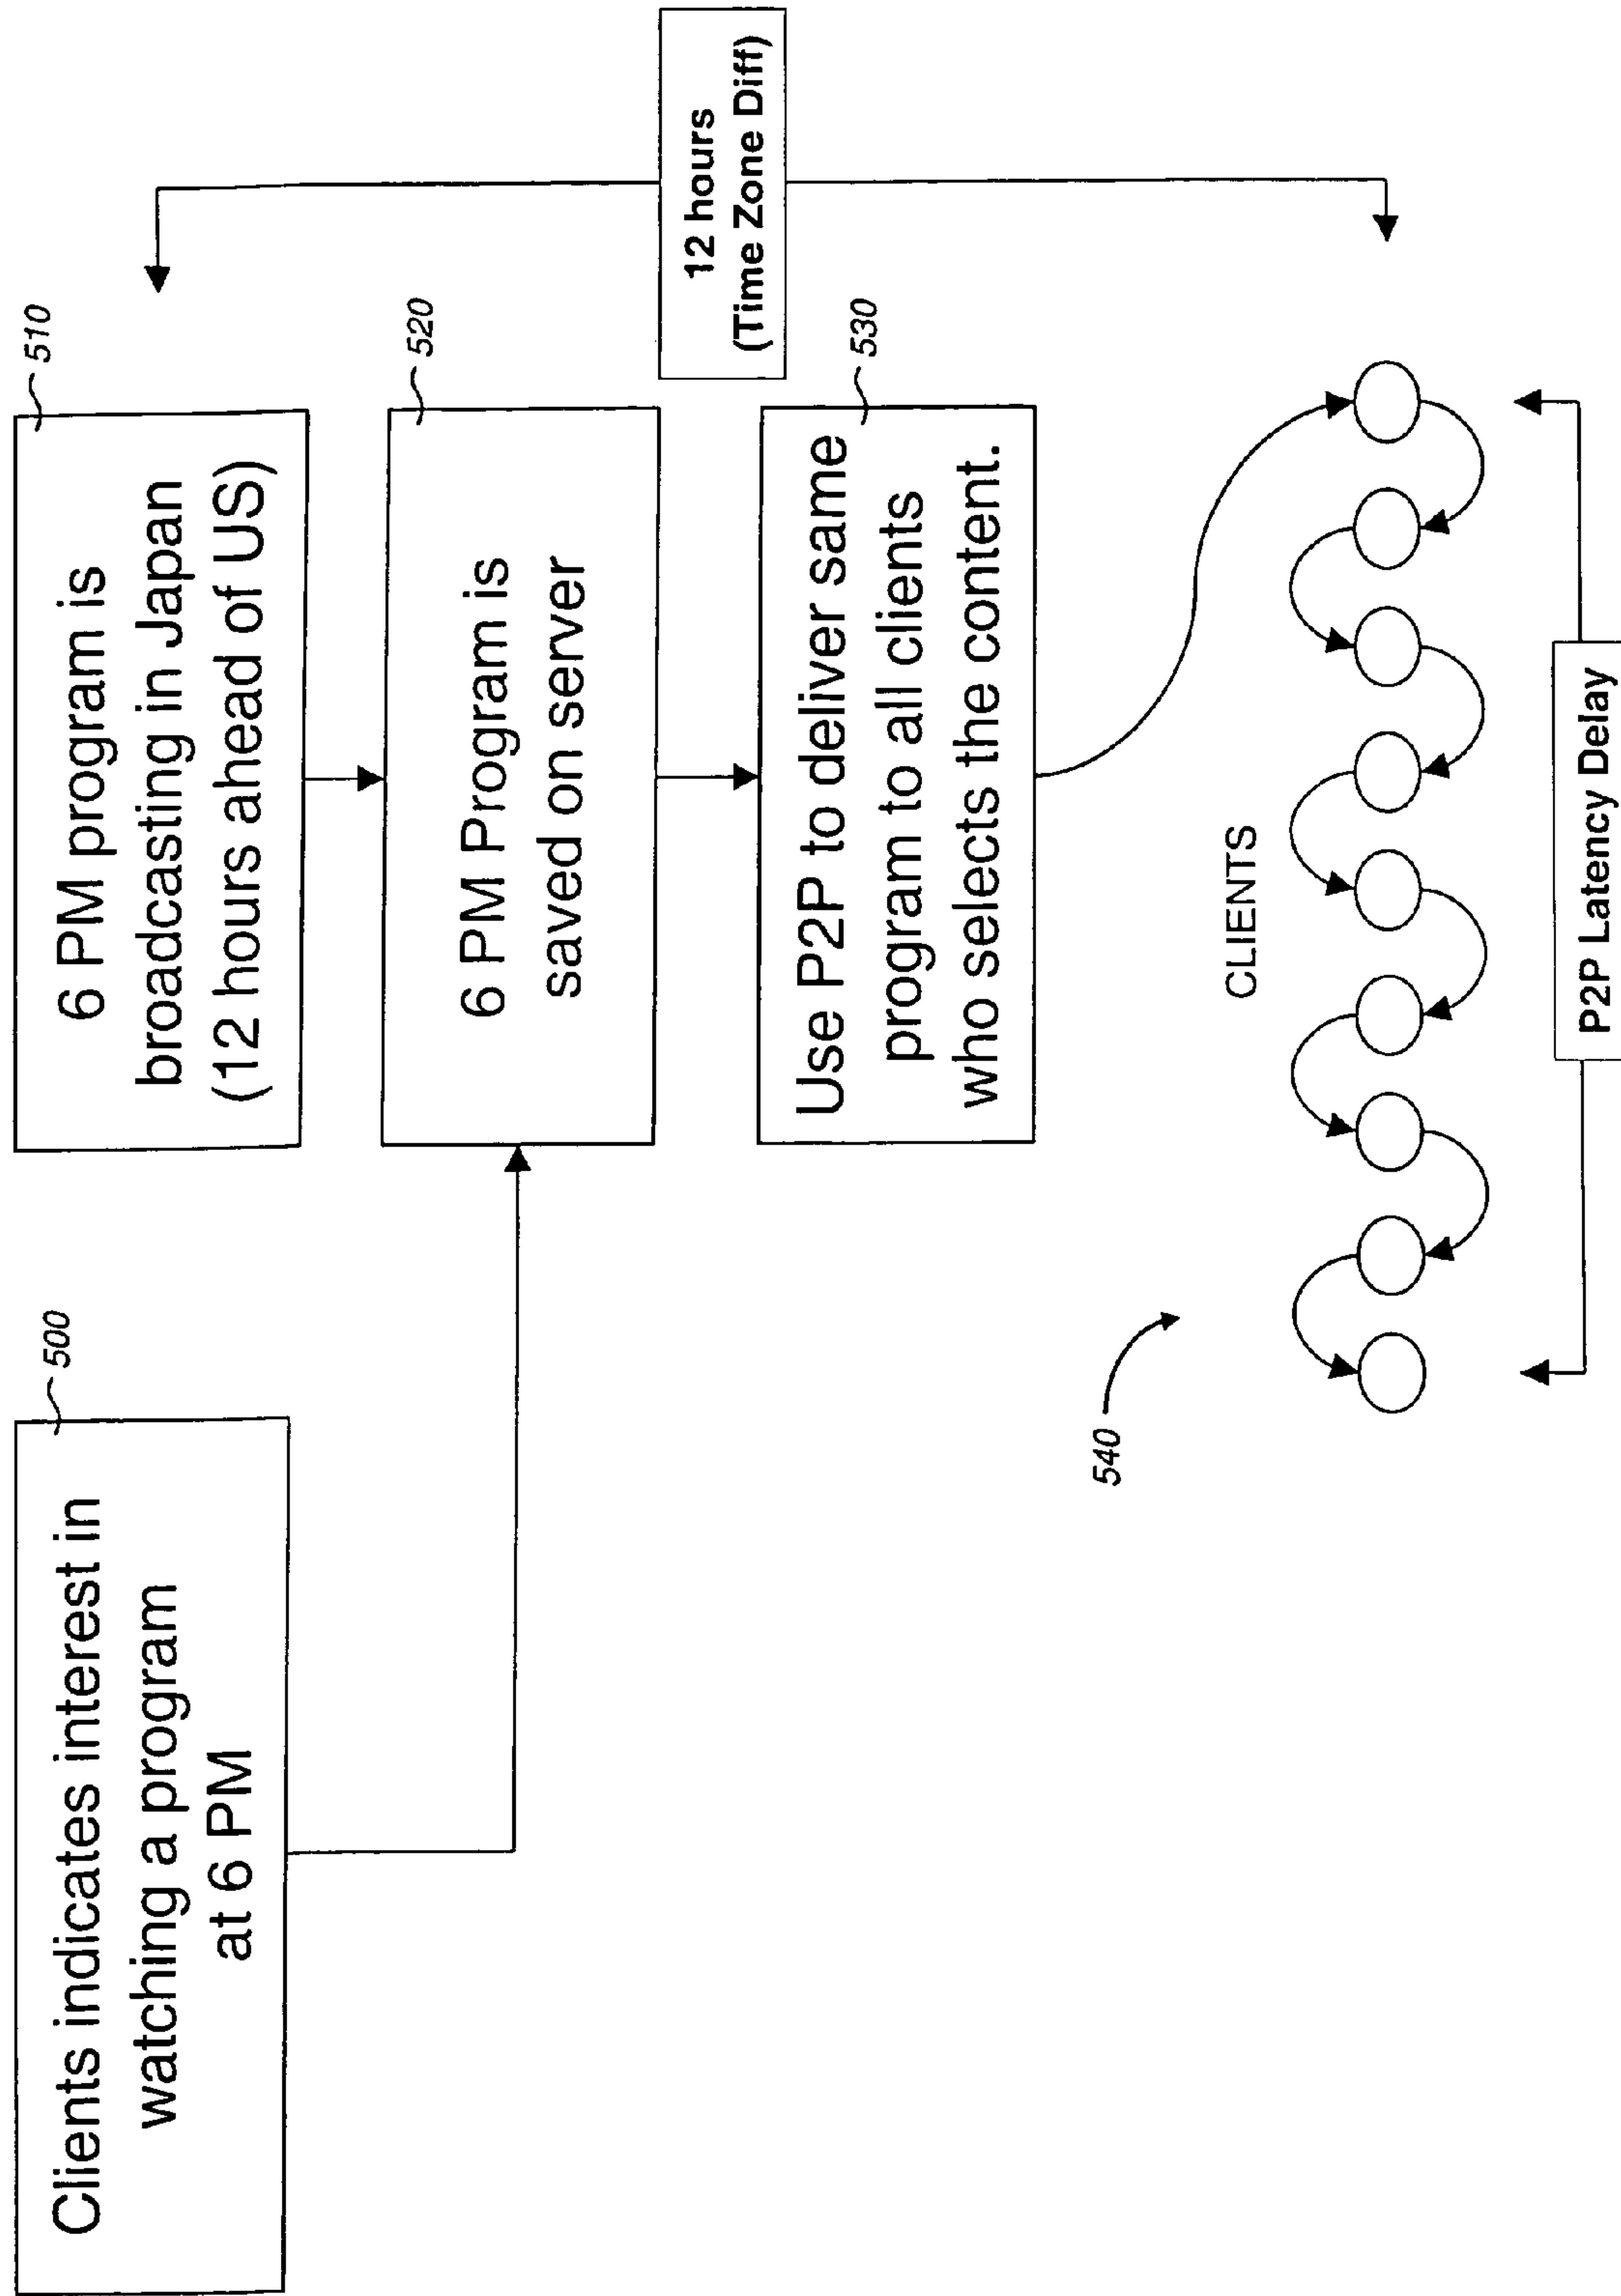 Clients indicates interest in
watching a program
at 6 PM
500
6 PM program is
broadcasting in Japan
(12 hours ahead of US)
510
6 PM Program is
saved on server
520
Use P2P to deliver same
program to all clients
who selects the content.
530
12 hours
(Time Zone Diff)
CLIENTS
540
P2P Latency Delay